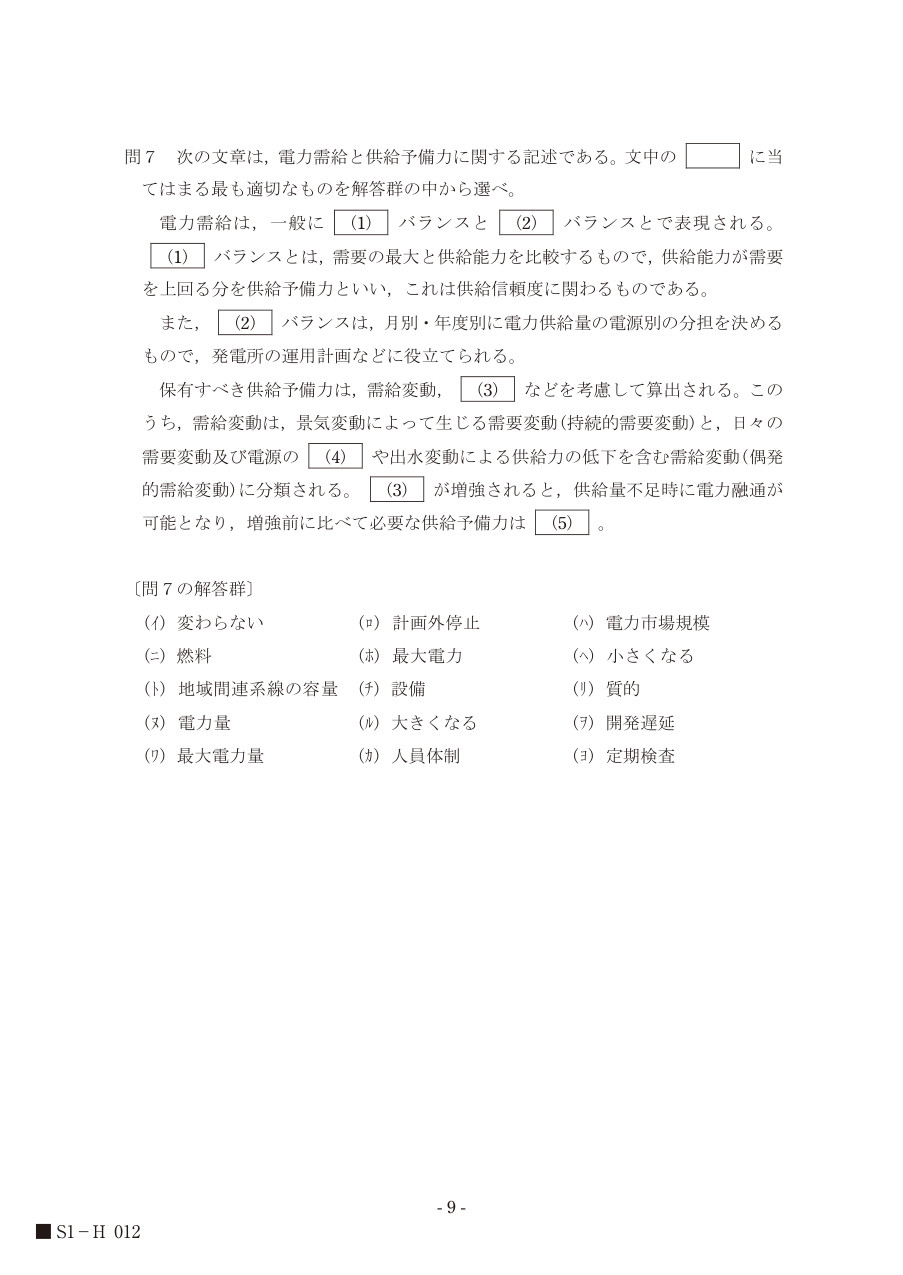 問７　次の文章は，電力需給と供給予備力に関する記述である。文中の　　　　に当
てはまる最も適切なものを解答群の中から選べ。
電力需給は，一般に (1) バランスと (2) バランスとで表現される。
(1) バランスとは，需要の最大と供給能力を比較するもので，供給能力が需要
を上回る分を供給予備力といい，これは供給信頼度に関わるものである。
また， (2) バランスは，月別・年度別に電力供給量の電源別の分担を決める
もので，発電所の運用計画などに役立てられる。
保有すべき供給予備力は，需給変動， (3) などを考慮して算出される。この
うち，需給変動は，景気変動によって生じる需要変動(持続的需要変動)と，日々の
需要変動及び電源の (4) や出水変動による供給力の低下を含む需給変動(偶発
的需給変動)に分類される。 (3) が増強されると，供給量不足時に電力融通が
可能となり，増強前に比べて必要な供給予備力は (5) 。
〔問７の解答群〕
(ｲ) 変わらない　(ﾛ) 計画外停止　(ﾊ) 電力市場規模
(ﾆ) 燃料　(ﾎ) 最大電力　(ﾍ) 小さくなる
(ﾄ) 地域間連系線の容量　(ﾁ) 設備　(ﾘ) 質的
(ﾇ) 電力量　(ﾙ) 大きくなる　(ｦ) 開発遅延
(ﾜ) 最大電力量　(ｶ) 人員体制　(ﾖ) 定期検査
- 9 -
■ S1－H 012